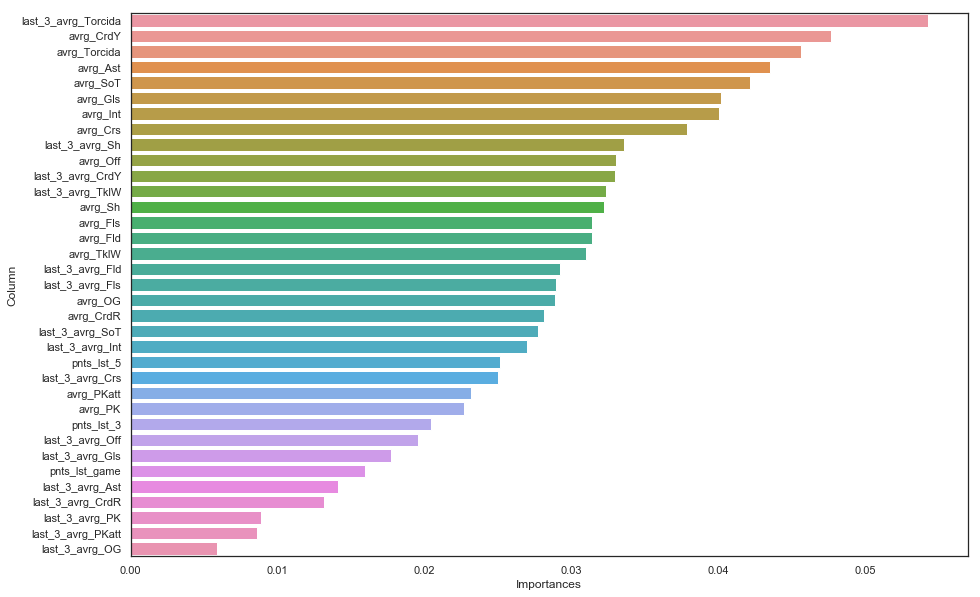 last_3_avrg_Torcida
avrg_CrdY
avrg_Torcida
avrg_Ast
avrg_SoT
avrg_Gls
avrg_Int
avrg_Crs
last_3_avrg_Sh
avrg_Off
last_3_avrg_CrdY
last_3_avrg_TklW
avrg_Sh
avrg_Fls
avrg_Fld
avrg_TklW
last_3_avrg_Fld
last_3_avrg_Fls
avrg_OG
avrg_CrdR
last_3_avrg_SoT
last_3_avrg_Int
pnts_lst_5
last_3_avrg_Crs
avrg_PKatt
avrg_PK
pnts_lst_3
last_3_avrg_Off
last_3_avrg_Gls
pnts_lst_game
last_3_avrg_Ast
last_3_avrg_CrdR
last_3_avrg_PK
last_3_avrg_PKatt
last_3_avrg_OG
Column
0.00 0.01 0.02 0.03 0.04 0.05
Importances